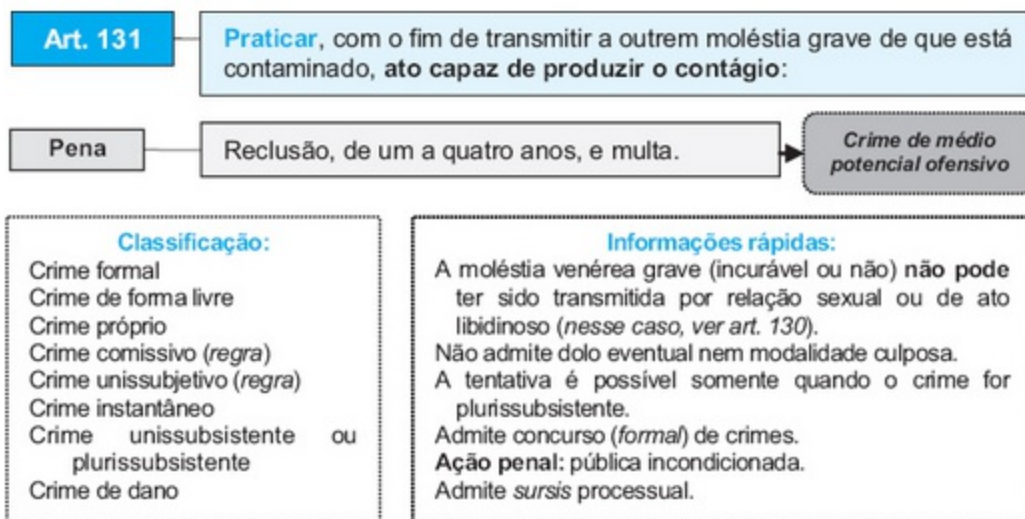 Art. 131
Praticar, com o fim de transmitir a outrem moléstia grave de que está
contaminado, ato capaz de produzir o contágio:
Pena
Reclusão, de um a quatro anos, e multa.
Crime de médio
potencial ofensivo
Classificação:
Crime formal
Crime de forma livre
Crime próprio
Crime comissivo (regra)
Crime unissubjetivo (regra)
Crime instantâneo
Crime unissubsistente ou
plurissubsistente
Crime de dano
Informações rápidas:
A moléstia venérea grave (incurável ou não) não pode
ter sido transmitida por relação sexual ou de ato
libidinoso (nesse caso, ver art. 130).
Não admite dolo eventual nem modalidade culposa.
A tentativa é possível somente quando o crime for
plurissubsistente.
Admite concurso (formal) de crimes.
Ação penal: pública incondicionada.
Admite sursis processual.